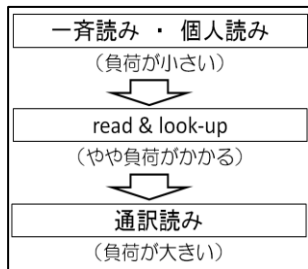 一斉読み ・ 個人読み
(負荷が小さい)
read & look-up
(やや負荷がかかる)
通訳読み
(負荷が大きい)